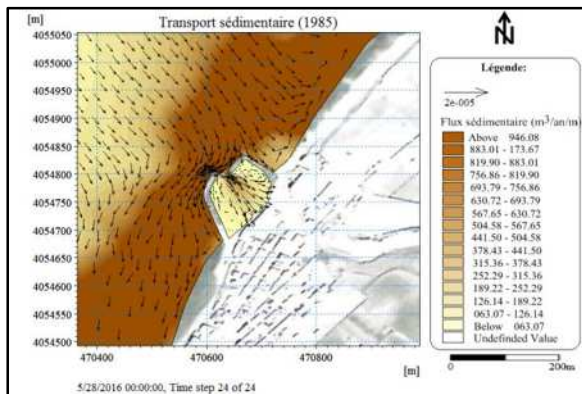 [m]
Transport sédimentaire (1985)
4055050
4055000
4054950
4054900
4054850
4054800
4054750
4054700
4054650
4054600
4054550
4054500
470400
470600
470800
[m]
5/28/2016 00:00:00, Time step 24 of 24
N
Légende:
2e-005
Flux sédimentaire (m³/an/m)
Above 946.08
883.01 - 173.67
819.90 - 883.01
756.86 - 819.90
693.79 - 756.86
630.72 - 693.79
567.65 - 630.72
504.58 - 567.65
441.50 - 504.58
378.43 - 441.50
315.36 - 378.43
252.29 - 315.36
189.22 - 252.29
126.14 - 189.22
063.07 - 126.14
Below 063.07
Undefinded Value
0
200m